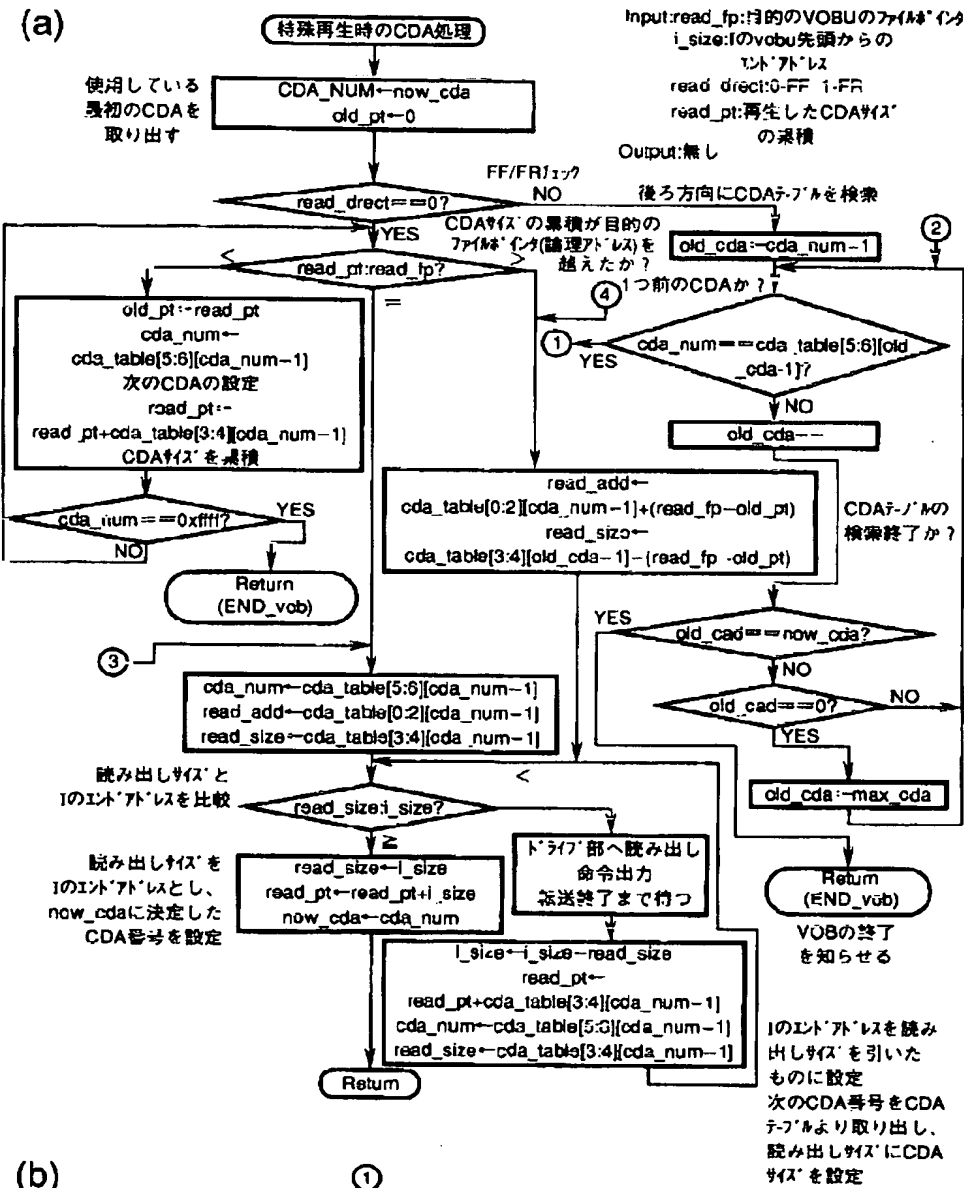 (a)
特殊再生時のCDA処理
Input:read_fp:目的のVOBUのファイルポインタ
i_size:Iのvobu先頭からの
エンドアドレス
read_drect:0-FF 1-FR
read_pt:再生したCDAサイズ
の累積
Output:無し
使用している
最初のCDAを
取り出す
CDA_NUM←now_cda
old_pt←0
FF/FRチェック
read_drect==0?
NO
YES
後ろ方向にCDAテーブルを検索
CDAサイズの累積が目的の
ファイルポインタ(論理アドレス)を
越えたか?
read_pt:read_fp?
<
>
=
old_cda←cda_num-1
②
④
1つ前のCDAか?
①
YES
cda_num==cda_table[5:6][old
_cda-1]?
NO
old_cda--
old_pt←read_pt
cda_num←
cda_table[5:6][cda_num-1]
次のCDAの設定
read_pt←
read_pt+cda_table[3:4][cda_num-1]
CDAサイズを累積
cda_num==0xffff?
YES
NO
Return
(END_vob)
read_add←
cda_table[0:2][cda_num-1]+(read_fp-old_pt)
read_size←
cda_table[3:4][old_cda-1]-(read_fp-old_pt)
CDAテーブルの
検索終了か?
YES
old_cad==now_cda?
NO
old_cad==0?
NO
YES
old_cda←max_cda
Return
(END_vob)
VOBの終了
を知らせる
③
cda_num←cda_table[5:6][cda_num-1]
read_add←cda_table[0:2][cda_num-1]
read_size←cda_table[3:4][cda_num-1]
読み出しサイズと
Iのエンドアドレスを比較
read_size:i_size?
<
≧
読み出しサイズを
Iのエンドアドレスとし、
now_cdaに決定した
CDA番号を設定
read_size←i_size
read_pt←read_pt+i_size
now_cda←cda_num
ドライブ部へ読み出し
命令出力
転送終了まで待つ
i_size←i_size-read_size
read_pt←
read_pt+cda_table[3:4][cda_num-1]
cda_num←cda_table[5:6][cda_num-1]
read_size←cda_table[3:4][cda_num-1]
Iのエンドアドレスを読み
出しサイズを引いた
ものに設定
次のCDA番号をCDA
テーブルより取り出し、
読み出しサイズにCDA
サイズを設定
Return
(b)
①